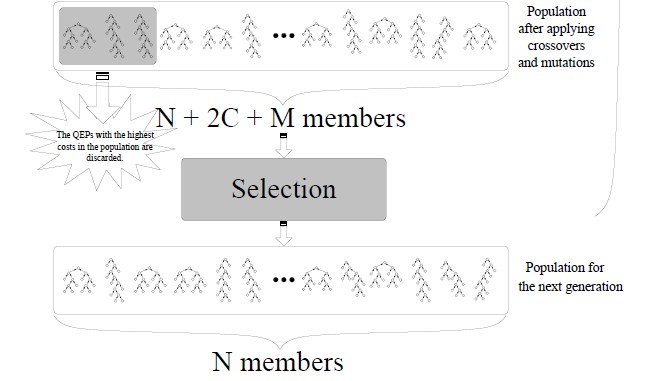 Population
after applying
crossovers
and mutations
N + 2C + M members
The QEPs with the highest
costs in the population are
discarded.
Selection
Population for
the next generation
N members